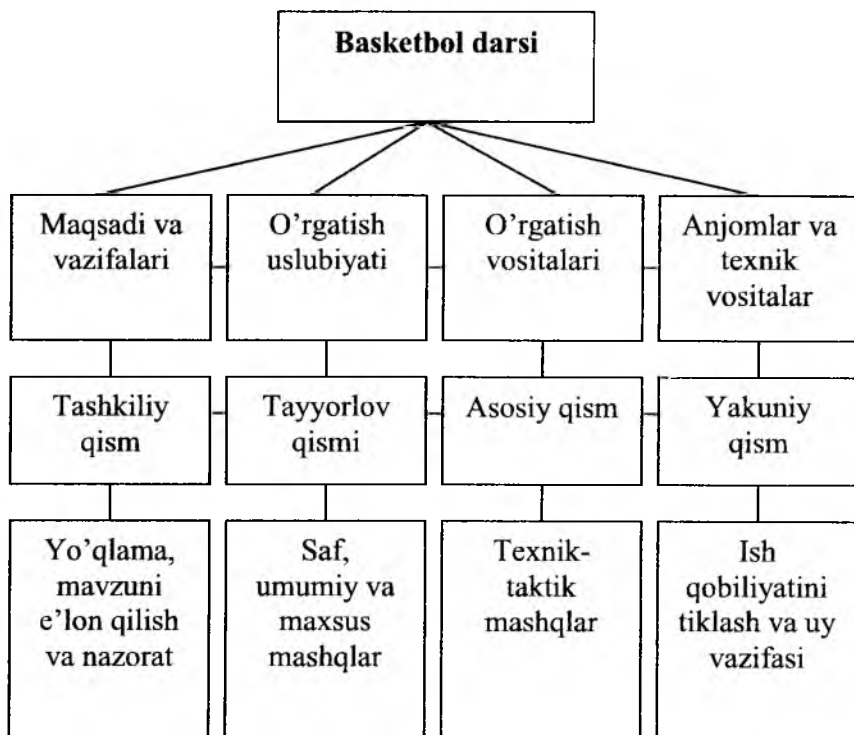 Basketbol darsi
Maqsadi va
vazifalari
O'rgatish
uslubiyati
O'rgatish
vositalari
Anjomlar va
texnik
vositalar
Tashkiliy
qism
Tayyorlov
qismi
Asosiy qism
Yakuniy
qism
Yo'qlama,
mavzuni
e'lon qilish
va nazorat
Saf,
umumiy va
maxsus
mashqlar
Texnik-
taktik
mashqlar
Ish
qobiliyatini
tiklash va uy
vazifasi